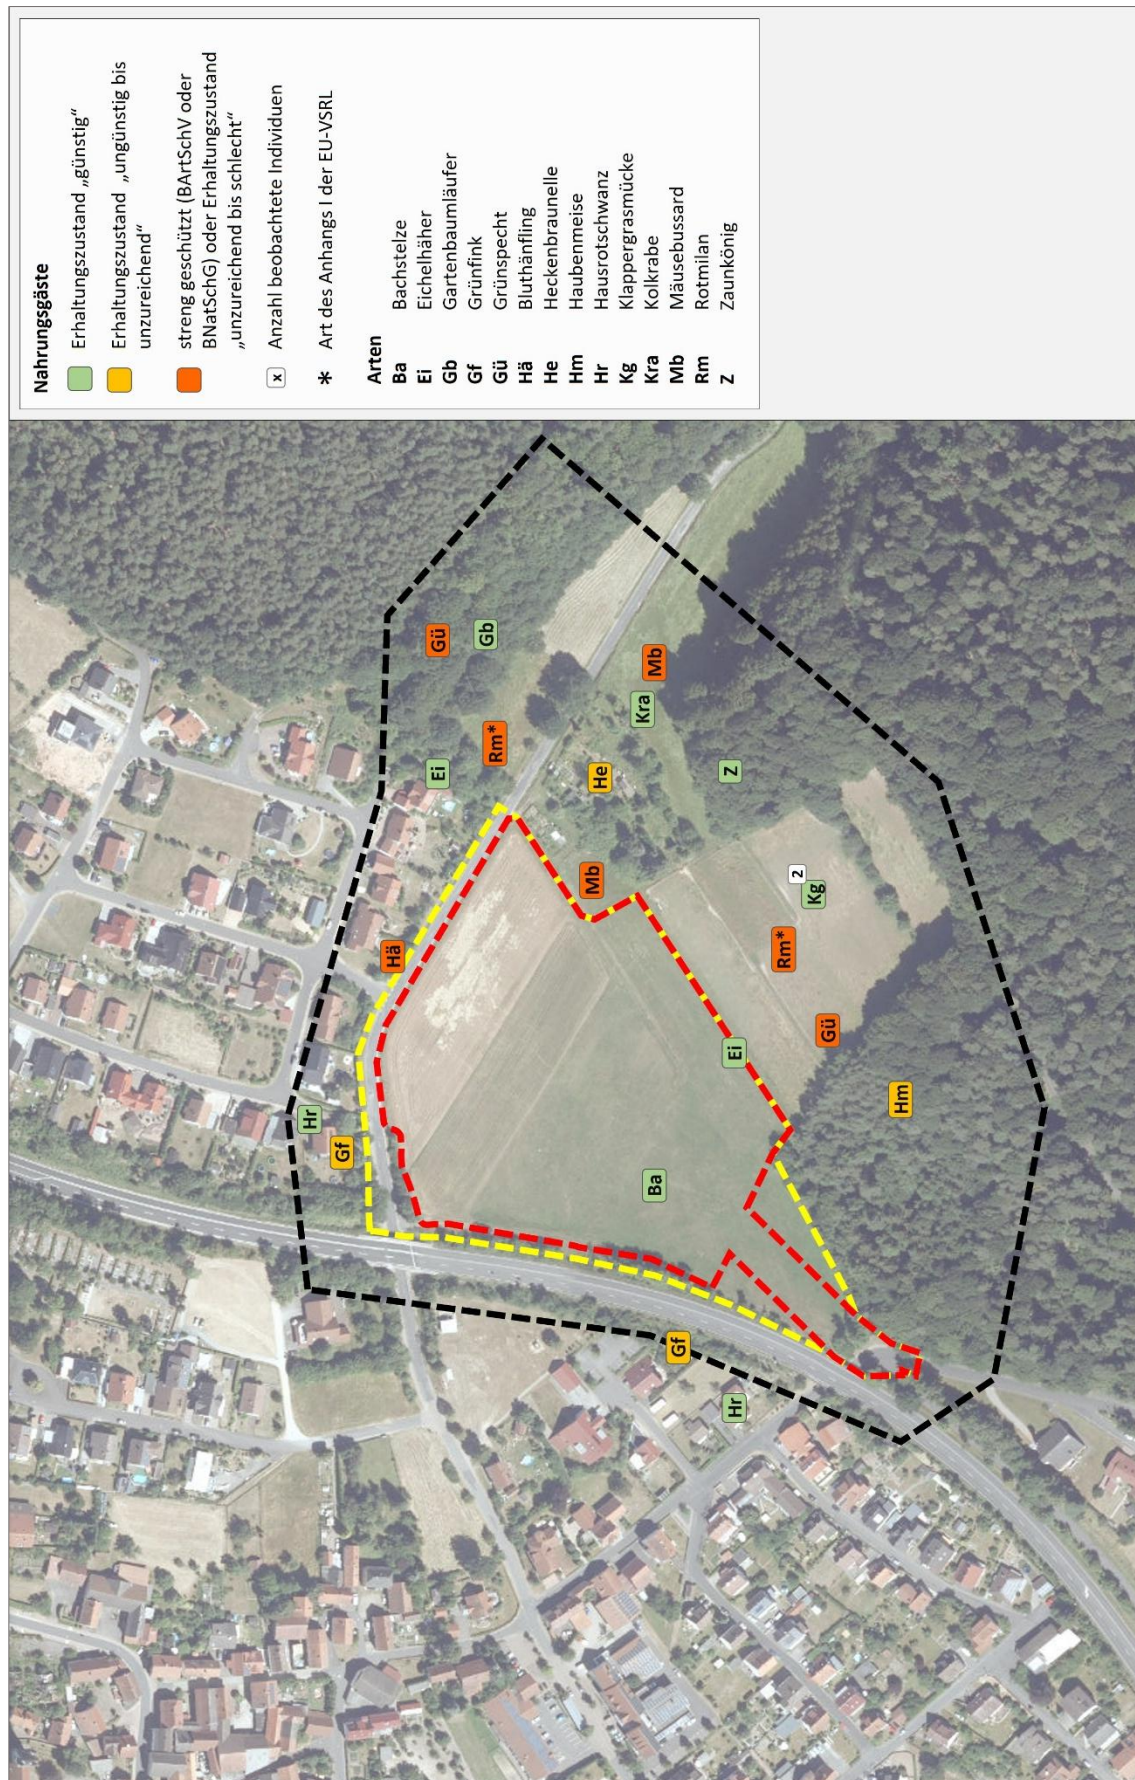 Nahrungsgäste
Erhaltungszustand „günstig“
Erhaltungszustand „ungünstig bis
unzureichend“
streng geschützt (BArtSchV oder
BNatSchG) oder Erhaltungszustand
„unzureichend bis schlecht“
x Anzahl beobachtete Individuen
* Art des Anhangs I der EU-VSRL
Arten
Ba Bachstelze
Ei Eichelhäher
Gb Gartenbaumläufer
Gf Grünfink
Gü Grünspecht
Hä Bluthänfling
He Heckenbraunelle
Hm Haubenmeise
Hr Hausrotschwanz
Kg Klappergrasmücke
Kra Kolkrabe
Mb Mäusebussard
Rm Rotmilan
Z Zaunkönig
Hr
Gf
Hä
Ei
Gü
Gb
Rm*
He
Kra
Mb
Mb
Z
2
Kg
Rm*
Gü
Ei
Hm
Ba
Gf
Hr